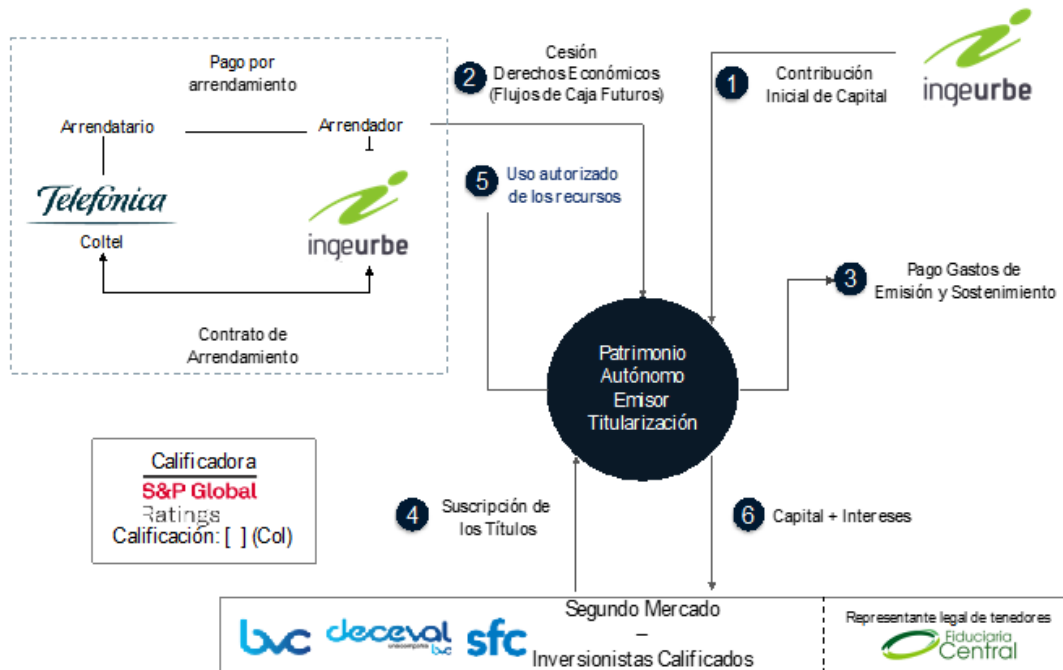 Pago por
arrendamiento
Arrendatario
Arrendador
Telefónica
Coltel
ingeurbe
Contrato de
Arrendamiento
2
Cesión
Derechos Económicos
(Flujos de Caja Futuros)
1
Contribución
Inicial de Capital
ingeurbe
5
Uso autorizado
de los recursos
3
Pago Gastos de
Emisión y Sostenimiento
Patrimonio
Autónomo
Emisor
Titularización
Calificadora
S&P Global
Ratings
Calificación: [ ] (Col)
4
Suscripción de
los Títulos
6
Capital + Intereses
bvc
deceval
bvc
sfc
Segundo Mercado
–
Inversionistas Calificados
Representante legal de tenedores
Fiduciaria
Central